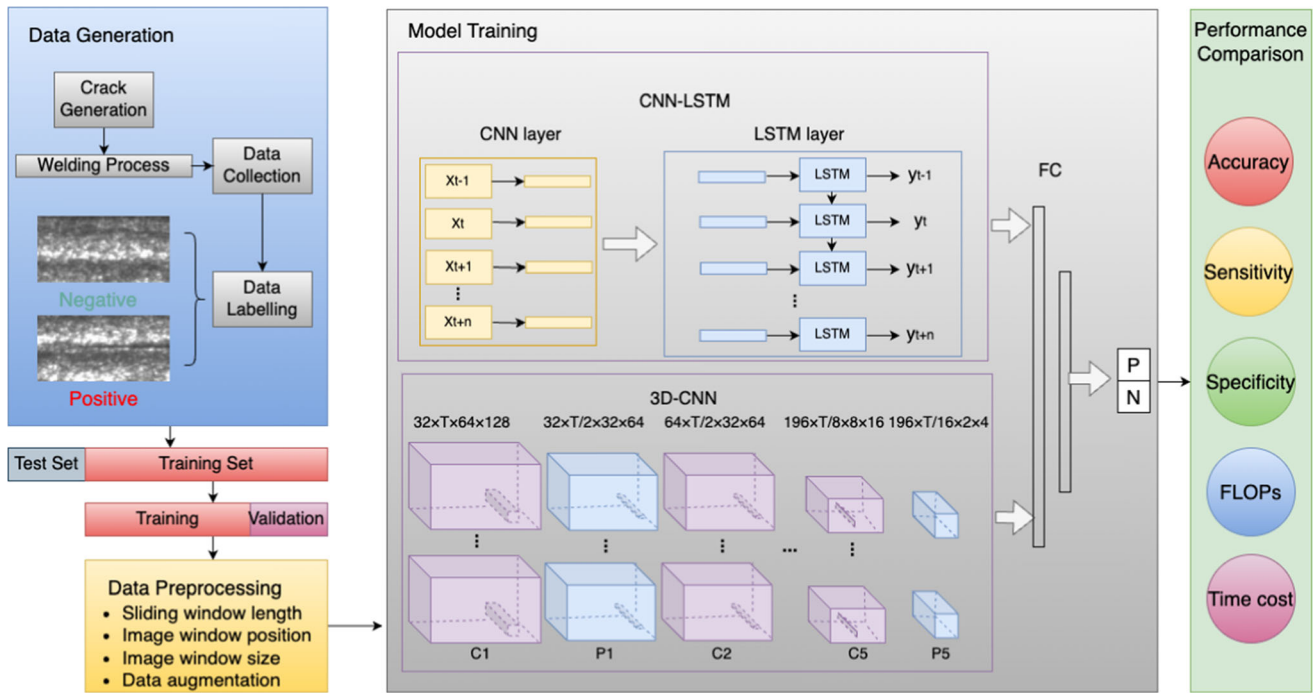 Data Generation
Crack
Generation
Welding Process
Data
Collection
Negative
Data
Labelling
Positive
Test Set
Training Set
Training
Validation
Data Preprocessing
• Sliding window length
• Image window position
• Image window size
• Data augmentation
Model Training
CNN-LSTM
CNN layer
LSTM layer
Xt-1
LSTM
yt-1
Xt
LSTM
yt
Xt+1
LSTM
yt+1
Xt+n
LSTM
yt+n
3D-CNN
32×T×64×128
32×T/2×32×64
64×T/2×32×64
196×T/8×8×16
196×T/16×2×4
...
C1
P1
C2
C5
P5
FC
P
N
Performance
Comparison
Accuracy
Sensitivity
Specificity
FLOPs
Time cost